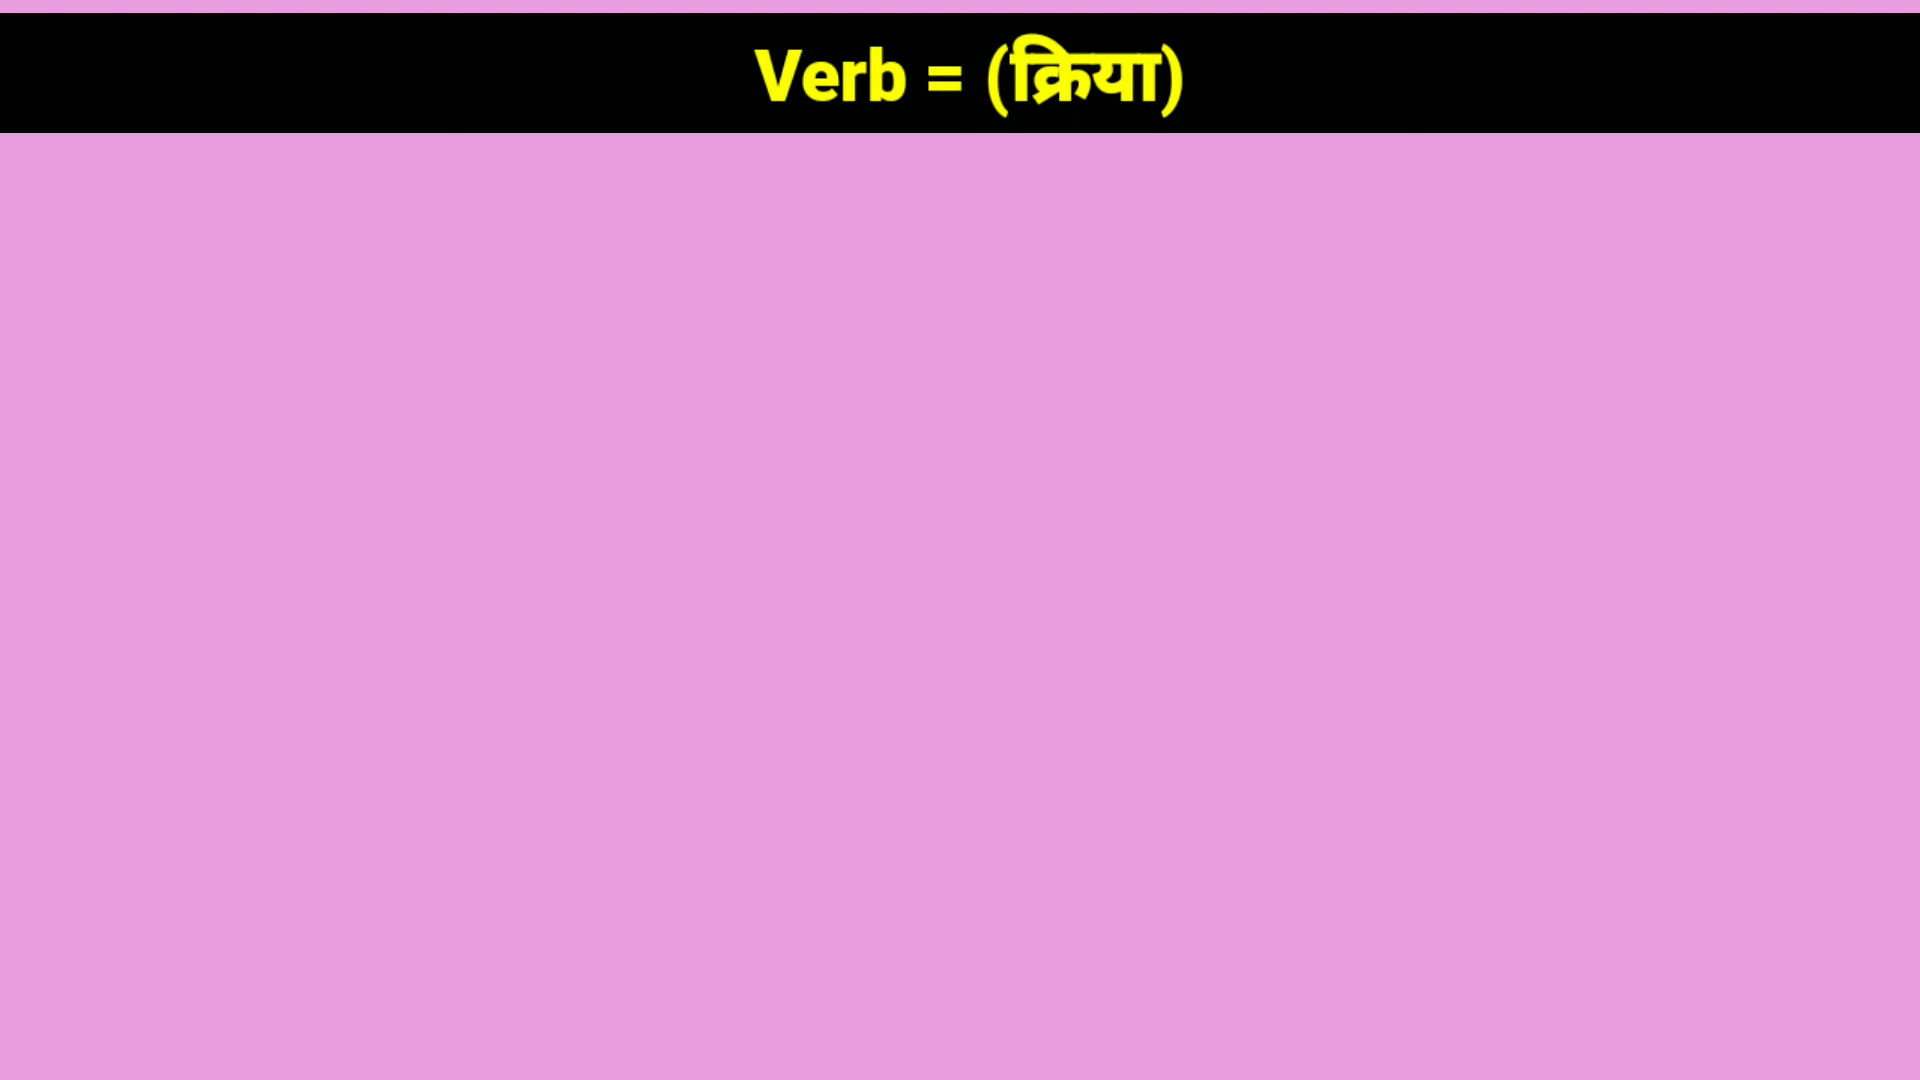 Verb = (क्रिया)